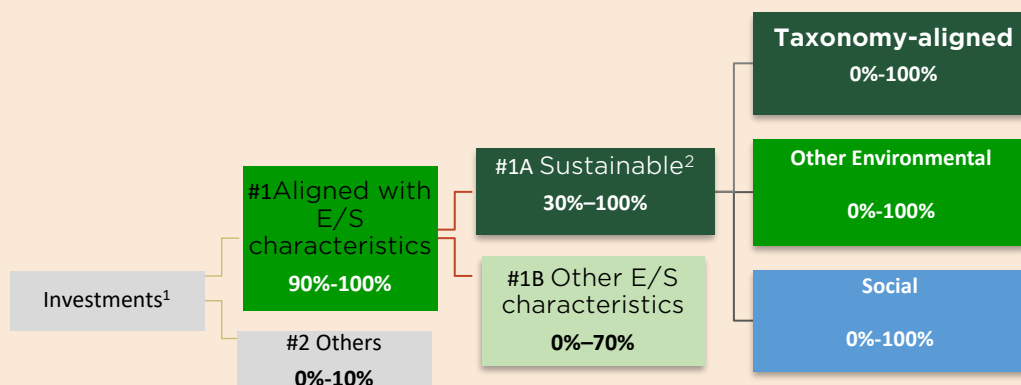 Investments¹
#1Aligned with
E/S
characteristics
90%-100%
#2 Others
0%-10%
#1A Sustainable²
30%–100%
#1B Other E/S
characteristics
0%–70%
Taxonomy-aligned
0%-100%
Other Environmental
0%-100%
Social
0%-100%